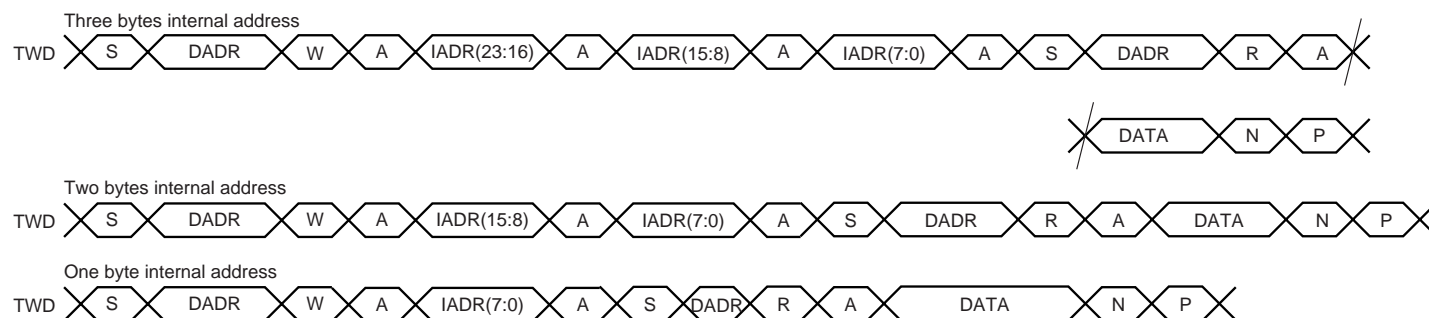 Three bytes internal address
TWD S DADR W A IADR(23:16) A IADR(15:8) A IADR(7:0) A S DADR R A
DATA N P
Two bytes internal address
TWD S DADR W A IADR(15:8) A IADR(7:0) A S DADR R A DATA N P
One byte internal address
TWD S DADR W A IADR(7:0) A S DADR R A DATA N P